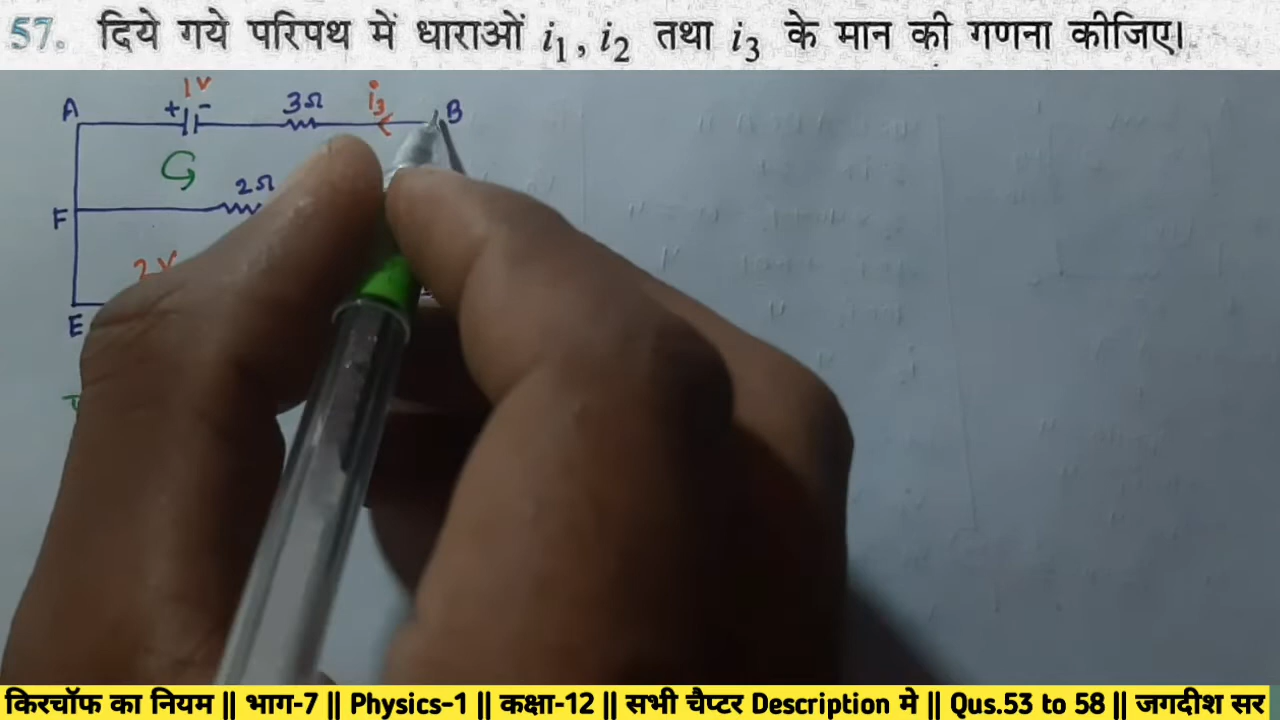 57. दिये गये परिपथ में धाराओं i₁, i₂ तथा i₃ के मान की गणना कीजिए।
1V
A + - 3Ω i₃ B
2Ω
F
2V
E
किरचॉफ का नियम || भाग-7 || Physics-1 || कक्षा-12 || सभी चैप्टर Description मे || Qus.53 to 58 || जगदीश सर